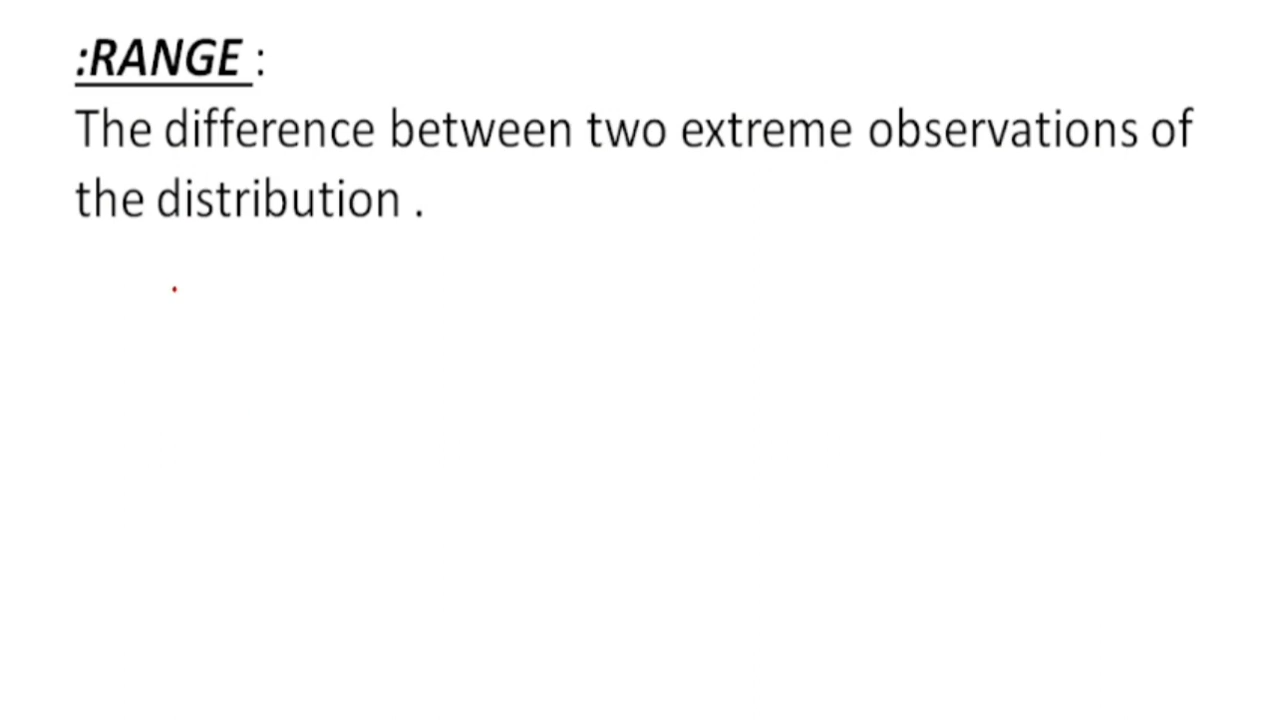 :RANGE :
The difference between two extreme observations of
the distribution .